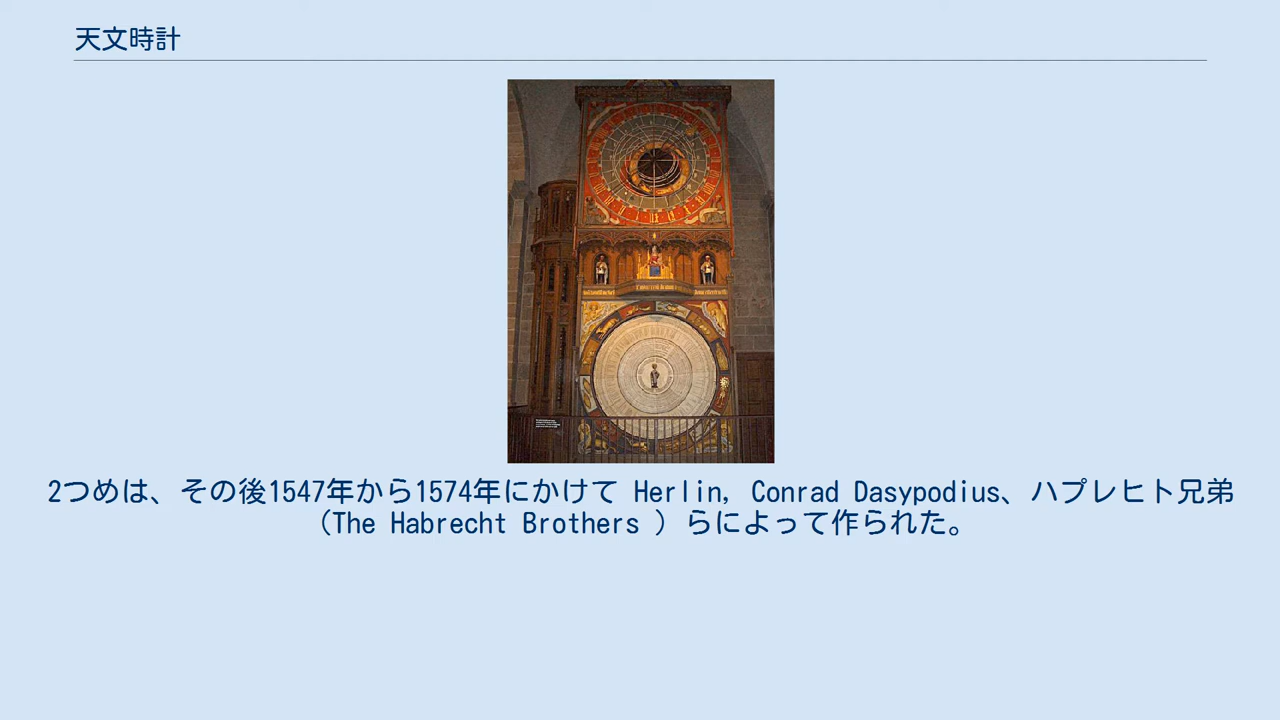 天文時計
2つめは、その後1547年から1574年にかけて Herlin, Conrad Dasypodius、ハプレヒト兄弟
（The Habrecht Brothers ）らによって作られた。